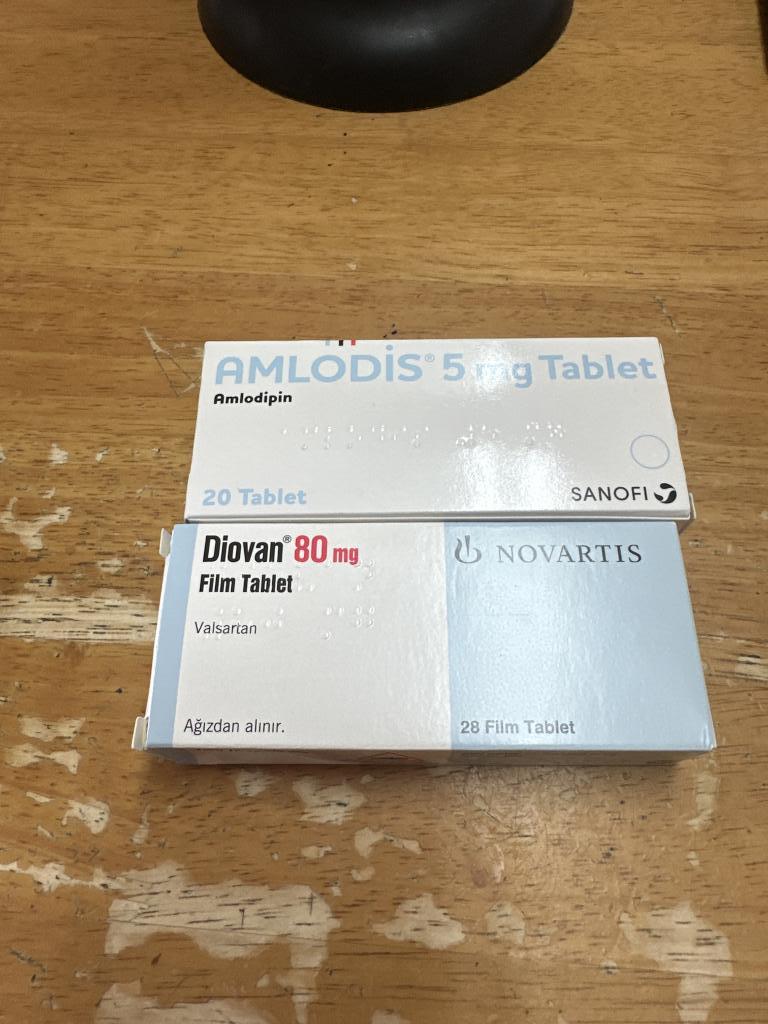 AMLODİS® 5 mg Tablet
Amlodipin
20 Tablet
SANOFI
Diovan® 80 mg
Film Tablet
NOVARTIS
Valsartan
Ağızdan alınır.
28 Film Tablet